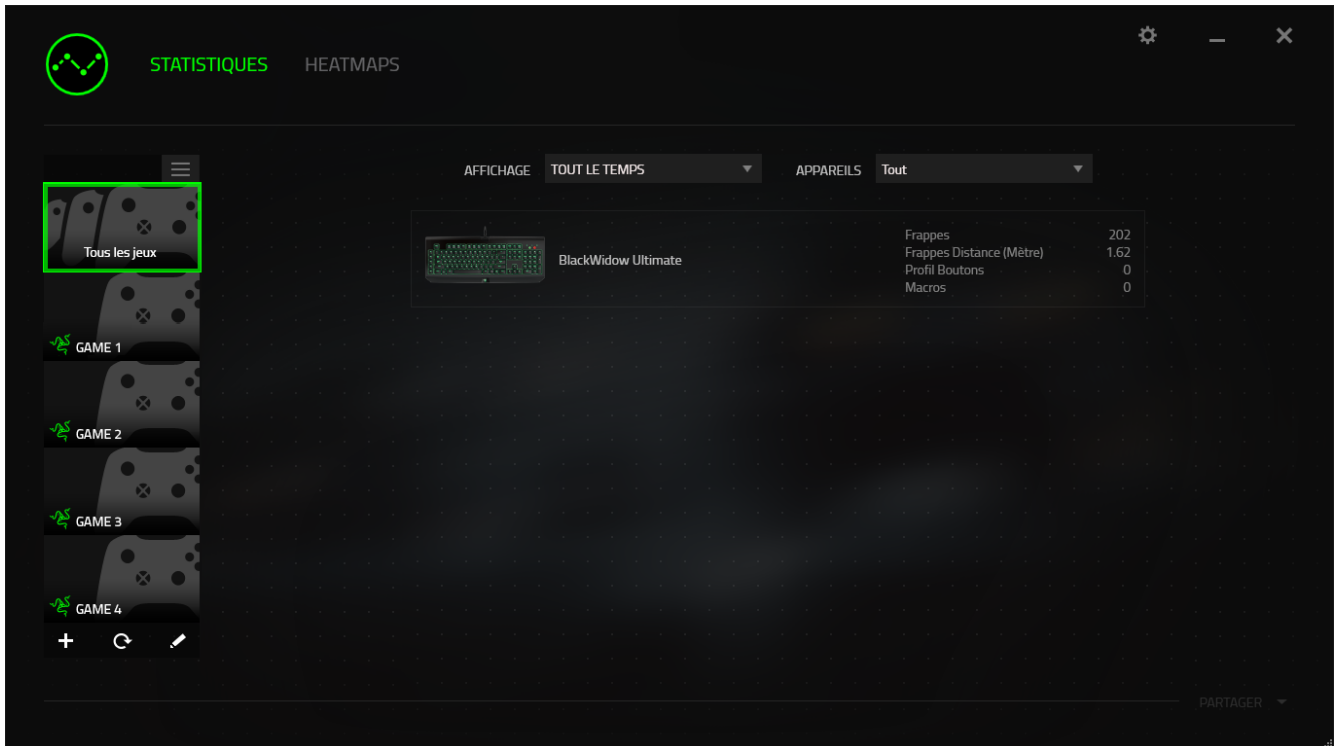 STATISTIQUES HEATMAPS
AFFICHAGE TOUT LE TEMPS APPAREILS Tout
Tous les jeux
BlackWidow Ultimate
Frappes 202
Frappes Distance (Mètre) 1.62
Profil Boutons 0
Macros 0
GAME 1
GAME 2
GAME 3
GAME 4
PARTAGER